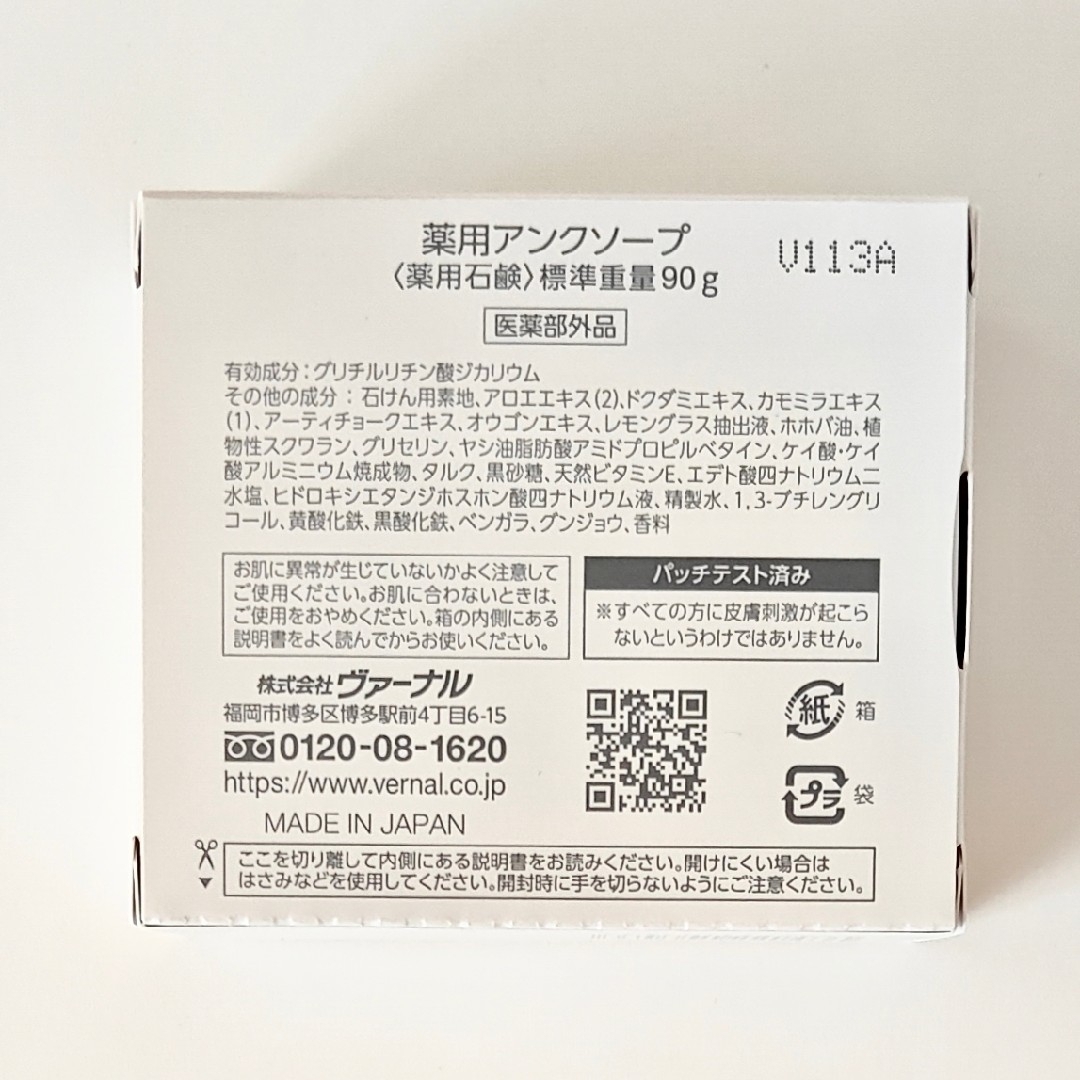 薬用アンクソープ
V113A
〈薬用石鹸〉標準重量90g
医薬部外品
有効成分：グリチルリチン酸ジカリウム
その他の成分：石けん用素地、アロエエキス(2)、ドクダミエキス、カモミラエキス
(1)、アーティチョークエキス、オウゴンエキス、レモングラス抽出液、ホホバ油、植
物性スクワラン、グリセリン、ヤシ油脂肪酸アミドプロピルベタイン、ケイ酸・ケイ
酸アルミニウム焼成物、タルク、黒砂糖、天然ビタミンE、エデト酸四ナトリウム二
水塩、ヒドロキシエタンジホスホン酸四ナトリウム液、精製水、1,3-ブチレングリ
コール、黄酸化鉄、黒酸化鉄、ベンガラ、グンジョウ、香料
お肌に異常が生じていないかよく注意して
ご使用ください。お肌に合わないときは、
ご使用をおやめください。箱の内側にある
説明書をよく読んでからお使いください。
パッチテスト済み
※すべての方に皮膚刺激が起こら
ないというわけではありません。
株式会社ヴァーナル
福岡市博多区博多駅前4丁目6-15
0120-08-1620
https://www.vernal.co.jp
MADE IN JAPAN
紙 箱
プラ 袋
ここを切り離して内側にある説明書をお読みください。開けにくい場合は
はさみなどを使用してください。開封時に手を切らないようにご注意ください。